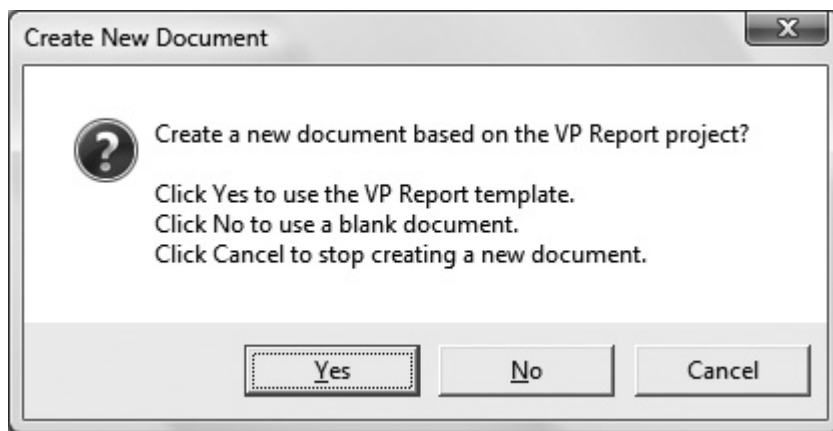 Create New Document
Create a new document based on the VP Report project?
Click Yes to use the VP Report template.
Click No to use a blank document.
Click Cancel to stop creating a new document.
Yes
No
Cancel